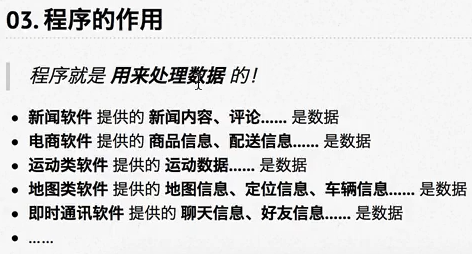 03. 程序的作用
程序就是 用来处理数据 的！
• 新闻软件 提供的 新闻内容、评论…… 是数据
• 电商软件 提供的 商品信息、配送信息…… 是数据
• 运动类软件 提供的 运动数据…… 是数据
• 地图类软件 提供的 地图信息、定位信息、车辆信息…… 是数据
• 即时通讯软件 提供的 聊天信息、好友信息…… 是数据
• ……